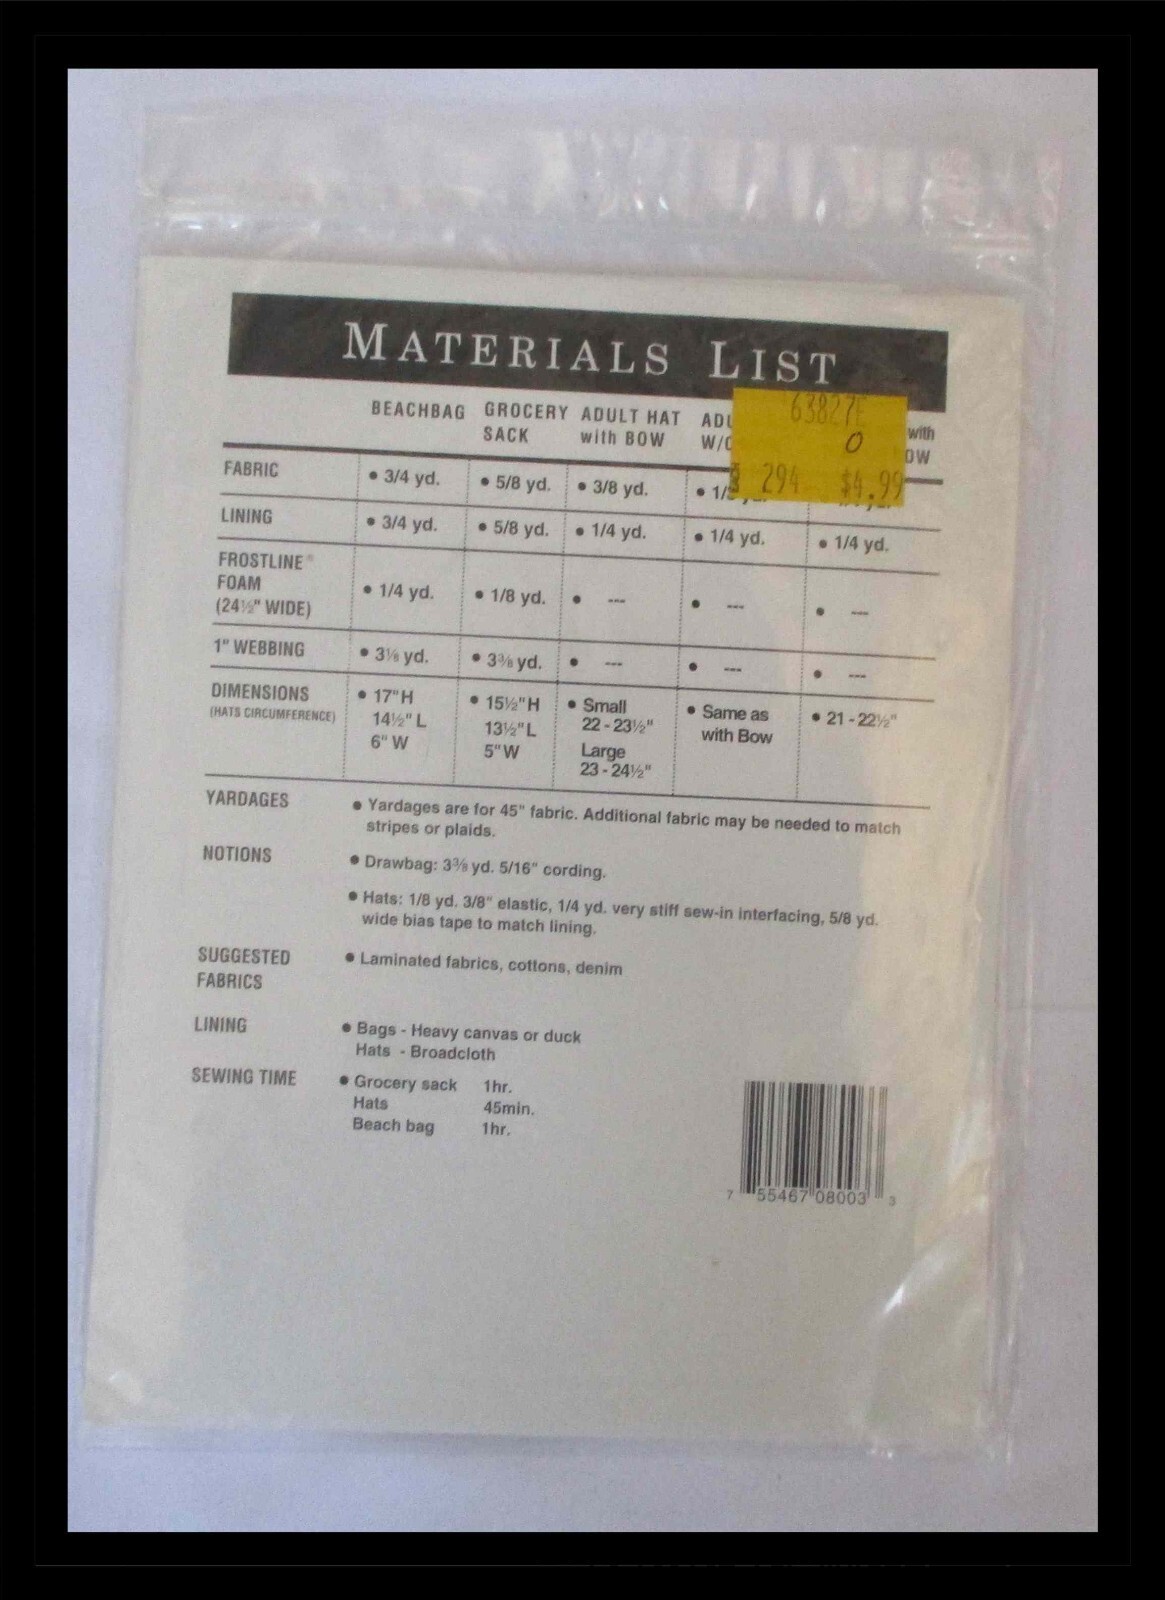 MATERIALS LIST
63827E
0
294 $4.99
BEACHBAG GROCERY SACK ADULT HAT with BOW with
FABRIC • 3/4 yd. • 5/8 yd. • 3/8 yd.
LINING • 3/4 yd. • 5/8 yd. • 1/4 yd. • 1/4 yd. • 1/4 yd.
FROSTLINE®
FOAM
(24½" WIDE) • 1/4 yd. • 1/8 yd. • --- • --- • ---
1" WEBBING • 3⅛ yd. • 3⅜ yd. • --- • --- • ---
DIMENSIONS • 17"H • 15½"H • Small • Same as • 21 - 22½"
(HATS CIRCUMFERENCE) 14½" L 13½"L 22 - 23½" with Bow
6" W 5" W Large
23 - 24½"
YARDAGES • Yardages are for 45" fabric. Additional fabric may be needed to match
stripes or plaids.
NOTIONS • Drawbag: 3⅜ yd. 5/16" cording.
• Hats: 1/8 yd. 3/8" elastic, 1/4 yd. very stiff sew-in interfacing, 5/8 yd.
wide bias tape to match lining.
SUGGESTED • Laminated fabrics, cottons, denim
FABRICS
LINING • Bags - Heavy canvas or duck
Hats - Broadcloth
SEWING TIME • Grocery sack 1hr.
Hats 45min.
Beach bag 1hr.
7 55467 08003 3